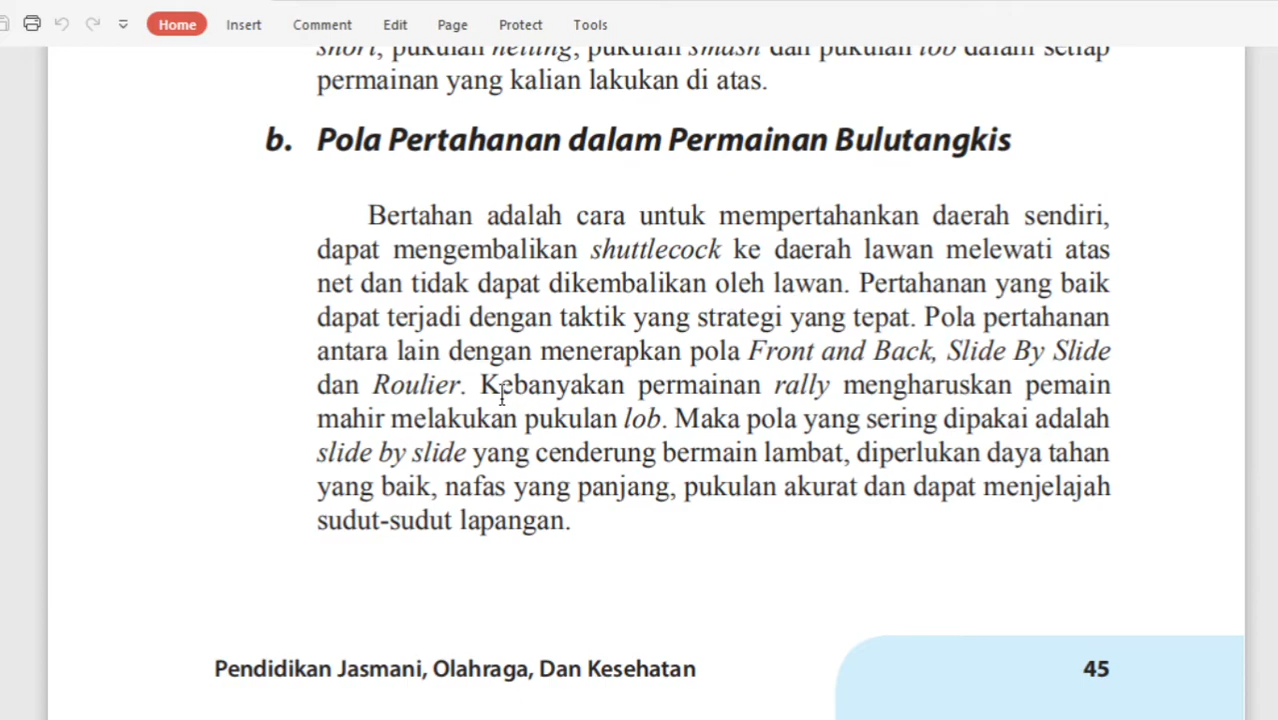 Home Insert Comment Edit Page Protect Tools
short, pukulan netting, pukulan smash dan pukulan lob dalam setiap
permainan yang kalian lakukan di atas.
b. Pola Pertahanan dalam Permainan Bulutangkis
Bertahan adalah cara untuk mempertahankan daerah sendiri,
dapat mengembalikan shuttlecock ke daerah lawan melewati atas
net dan tidak dapat dikembalikan oleh lawan. Pertahanan yang baik
dapat terjadi dengan taktik yang strategi yang tepat. Pola pertahanan
antara lain dengan menerapkan pola Front and Back, Slide By Slide
dan Roulier. Kebanyakan permainan rally mengharuskan pemain
mahir melakukan pukulan lob. Maka pola yang sering dipakai adalah
slide by slide yang cenderung bermain lambat, diperlukan daya tahan
yang baik, nafas yang panjang, pukulan akurat dan dapat menjelajah
sudut-sudut lapangan.
Pendidikan Jasmani, Olahraga, Dan Kesehatan 45